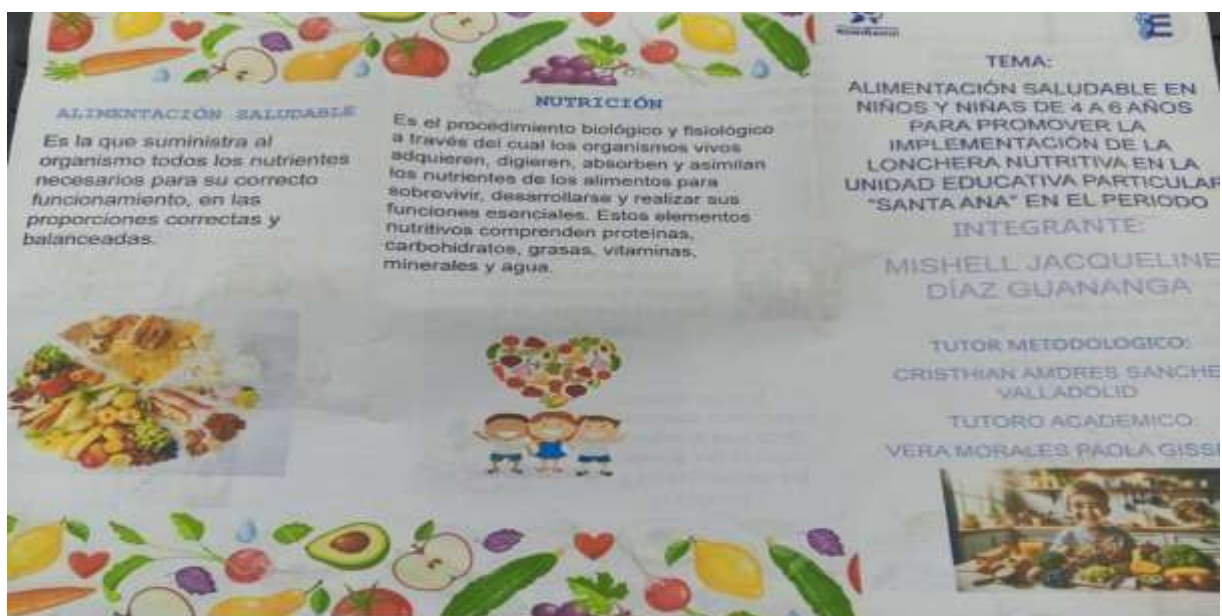 ALIMENTACIÓN SALUDABLE
Es la que suministra al
organismo todos los nutrientes
necesarios para su correcto
funcionamiento, en las
proporciones correctas y
balanceadas.
NUTRICIÓN
Es el procedimiento biológico y fisiológico
a través del cual los organismos vivos
adquieren, digieren, absorben y asimilan
los nutrientes de los alimentos para
sobrevivir, desarrollarse y realizar sus
funciones esenciales. Estos elementos
nutritivos comprenden proteínas,
carbohidratos, grasas, vitaminas,
minerales y agua.
TEMA:
ALIMENTACIÓN SALUDABLE EN
NIÑOS Y NIÑAS DE 4 A 6 AÑOS
PARA PROMOVER LA
IMPLEMENTACIÓN DE LA
LONCHERA NUTRITIVA EN LA
UNIDAD EDUCATIVA PARTICULAR
"SANTA ANA" EN EL PERIODO
INTEGRANTE:
MISHELL JACQUELINE
DÍAZ GUANANGA
TUTOR METODOLOGICO:
CRISTHIAN AMDRES SANCHE
VALLADOLID
TUTORO ACADEMICO
VERA MORALES PAOLA GISSE